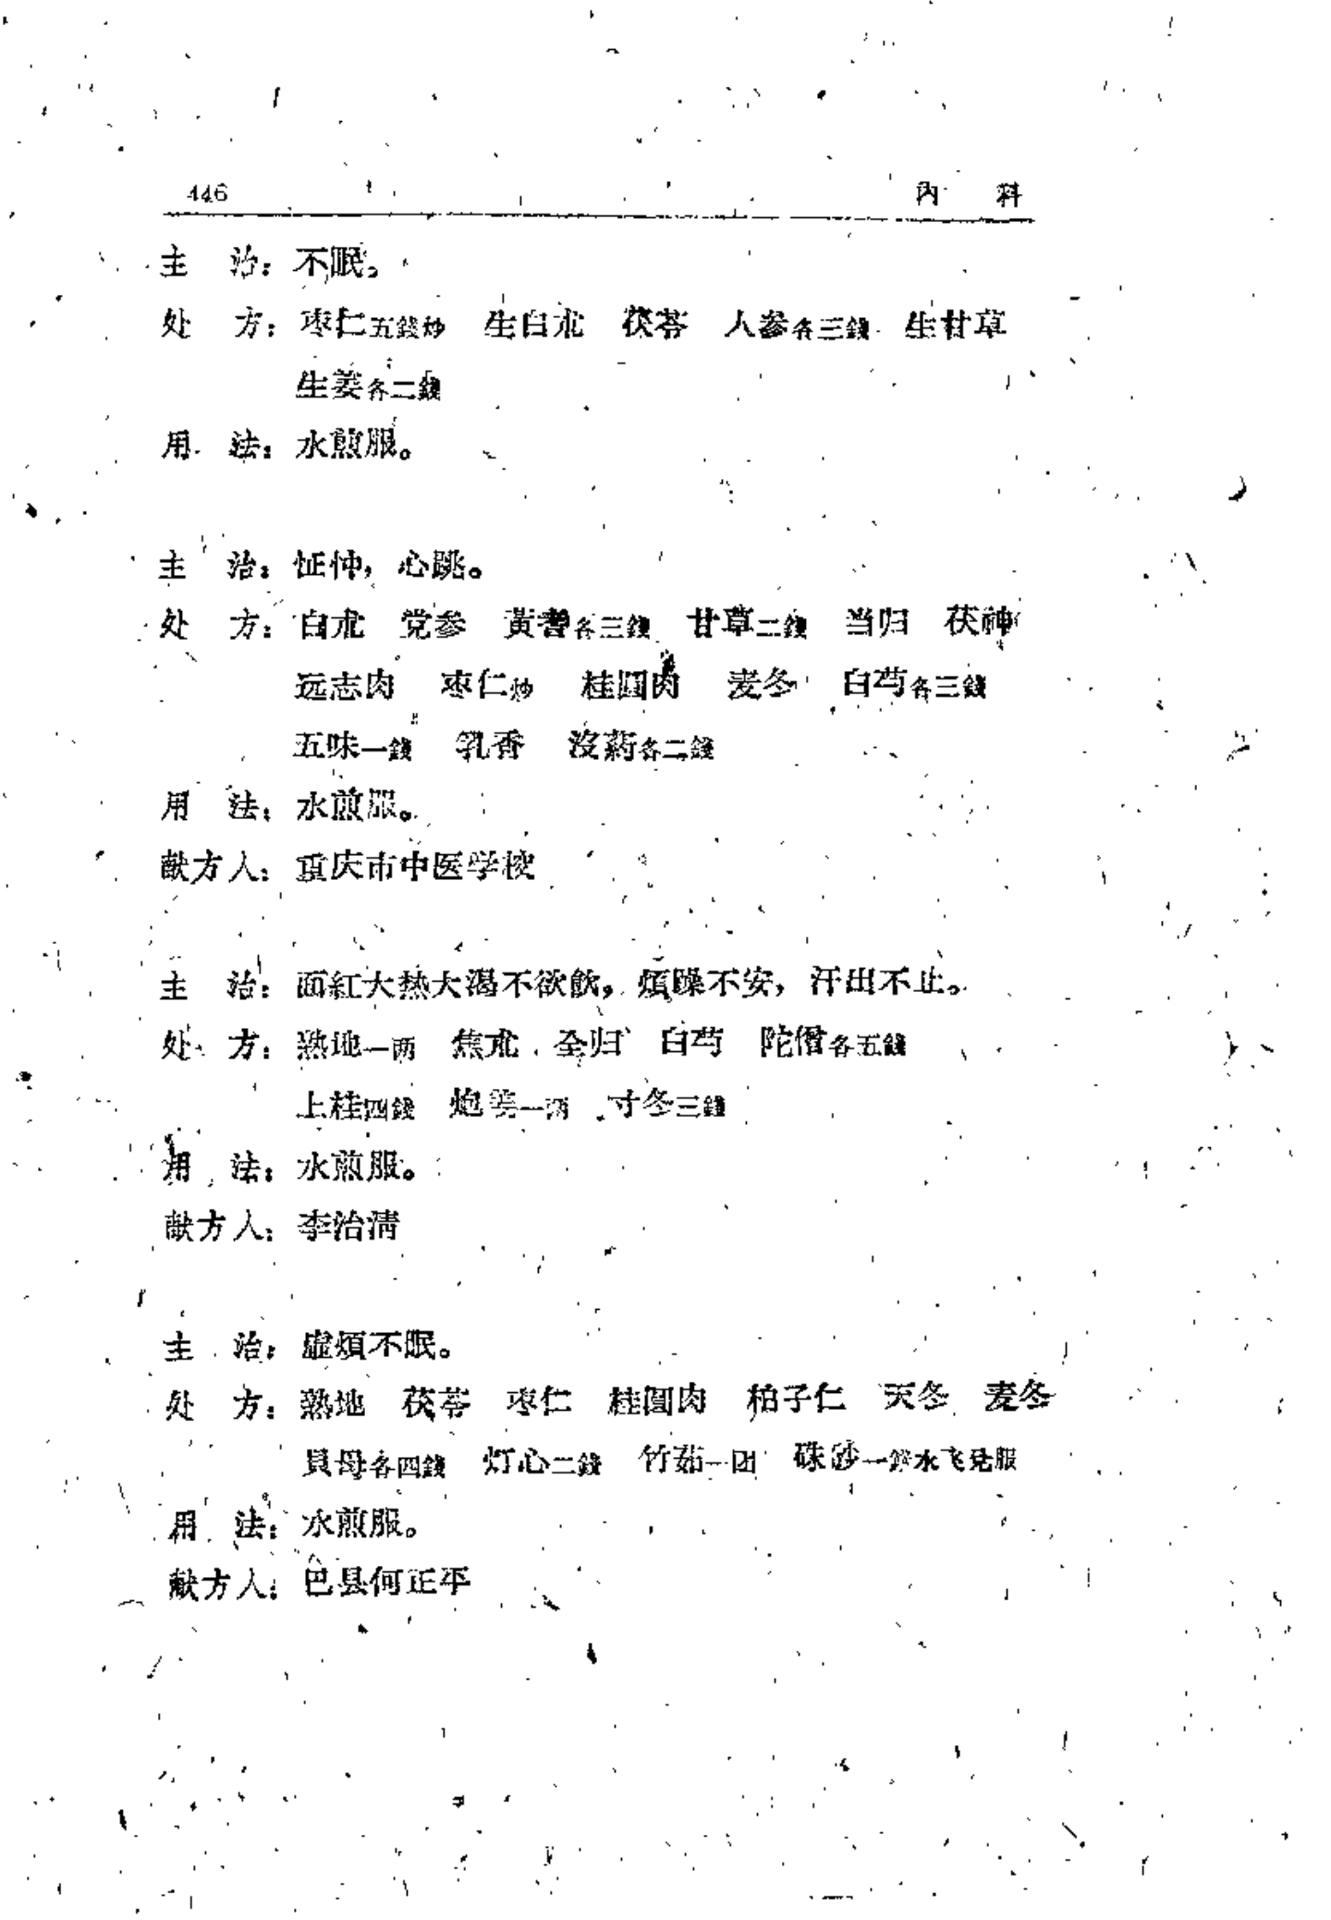 446 内 科
主 治：不眠。
处 方：枣仁五錢炒 生白朮 茯苓 人参各三錢 生甘草
生姜各二錢
用 法：水煎服。
主 治：怔忡，心跳。
处 方：白朮 党参 黃耆各三錢 甘草二錢 当归 茯神
远志肉 枣仁炒 桂圓肉 麦冬 白芍各三錢
五味一錢 乳香 沒葯各二錢
用 法：水煎服。
献方人：重庆市中医学校
主 治：面紅大热大渴不欲飲，煩躁不安，汗出不止。
处 方：熟地一两 焦朮 全归 白芍 陀僧各五錢
上桂四錢 炮姜一两 寸冬三錢
用 法：水煎服。
献方人：李治清
主 治：虛煩不眠。
处 方：熟地 茯苓 枣仁 桂圓肉 柏子仁 天冬 麦冬
貝母各四錢 灯心二錢 竹茹一团 硃砂一錢水飞兌服
用 法：水煎服。
献方人：巴县何正平